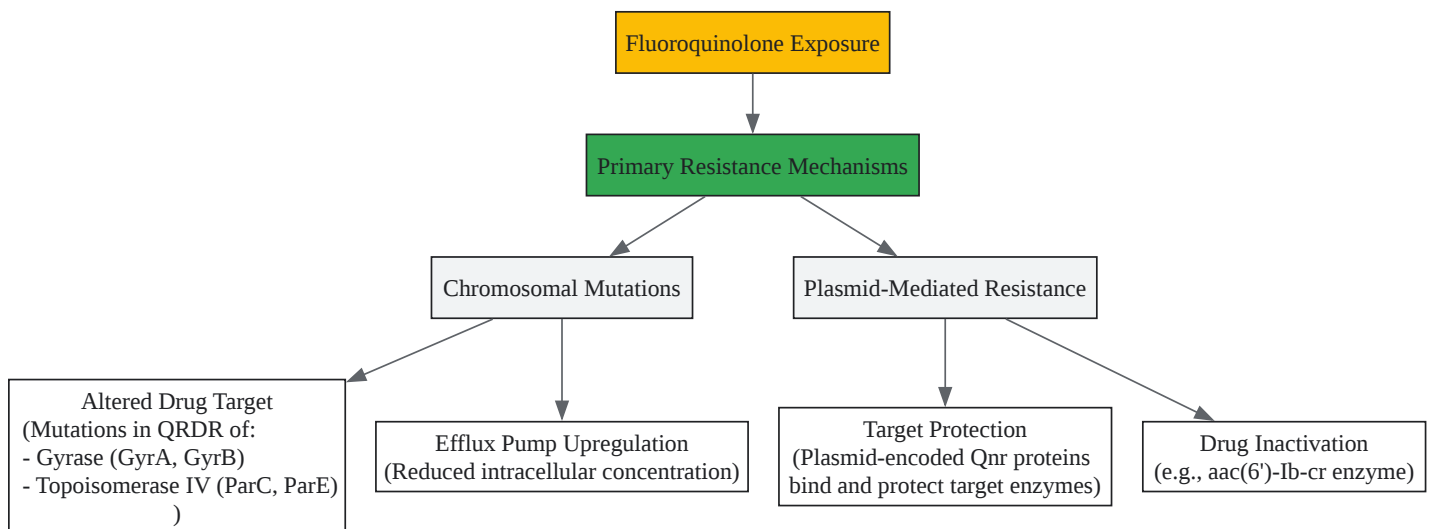 Fluoroquinolone Exposure
Primary Resistance Mechanisms
Chromosomal Mutations
Plasmid-Mediated Resistance
Altered Drug Target
(Mutations in QRDR of:
- Gyrase (GyrA, GyrB)
- Topoisomerase IV (ParC, ParE)
)
Efflux Pump Upregulation
(Reduced intracellular concentration)
Target Protection
(Plasmid-encoded Qnr proteins
bind and protect target enzymes)
Drug Inactivation
(e.g., aac(6')-Ib-cr enzyme)